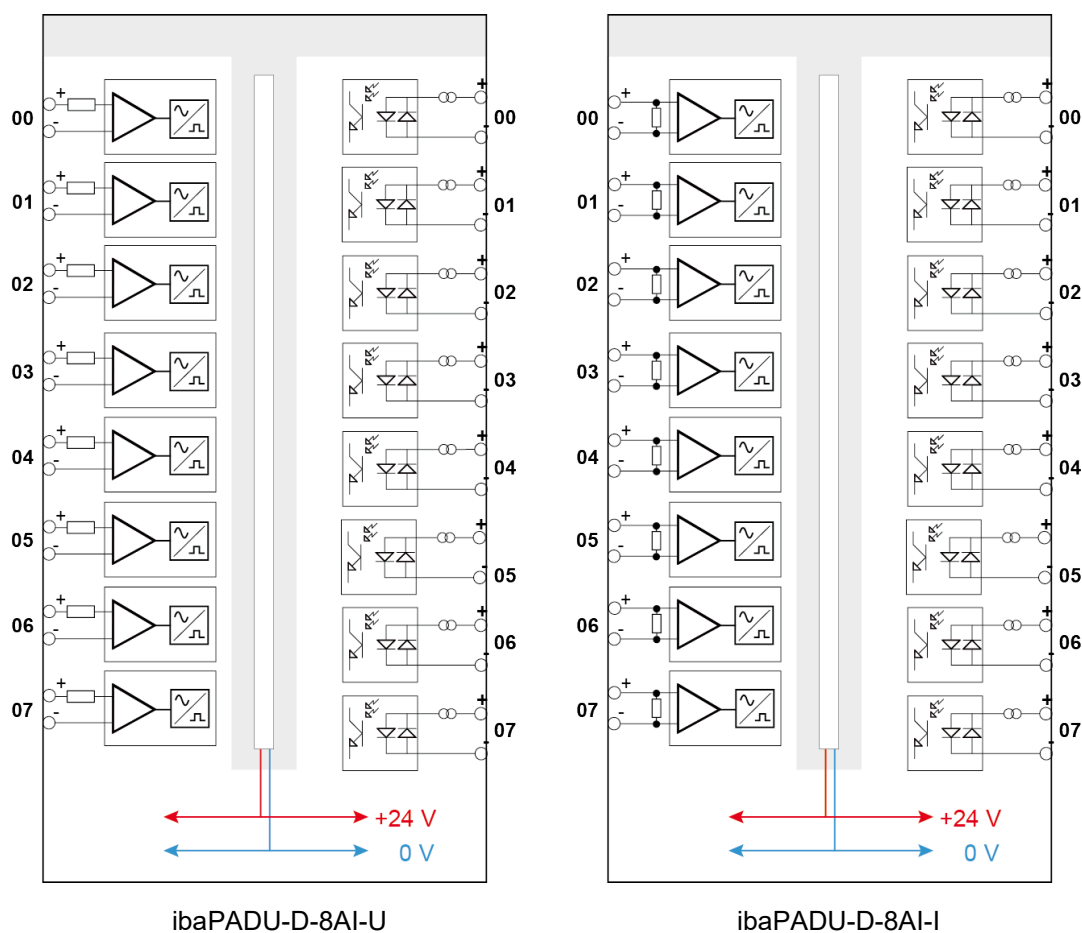 + + + +
00 - 00 - 00 - 00 -
+ + + +
01 - 01 - 01 - 01 -
+ + + +
02 - 02 - 02 - 02 -
+ + + +
03 - 03 - 03 - 03 -
+ + + +
04 - 04 - 04 - 04 -
+ + + +
05 - 05 - 05 - 05 -
+ + + +
06 - 06 - 06 - 06 -
+ + + +
07 - 07 - 07 - 07 -
+24 V +24 V
0 V 0 V
ibaPADU-D-8AI-U ibaPADU-D-8AI-I